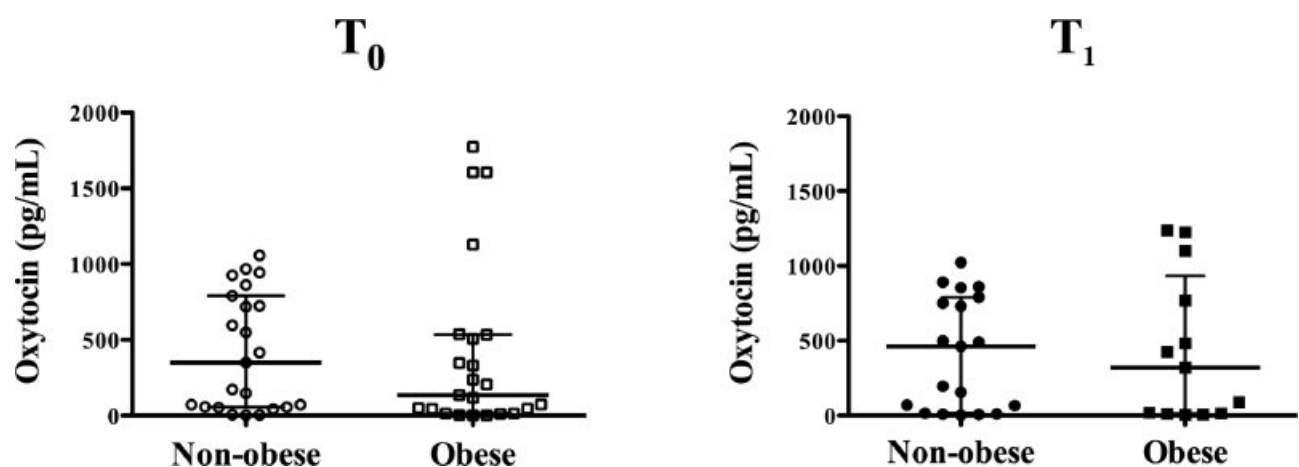 T0
Oxytocin (pg/mL)
2000
1500
1000
500
0
Non-obese
Obese
T1
Oxytocin (pg/mL)
2000
1500
1000
500
0
Non-obese
Obese